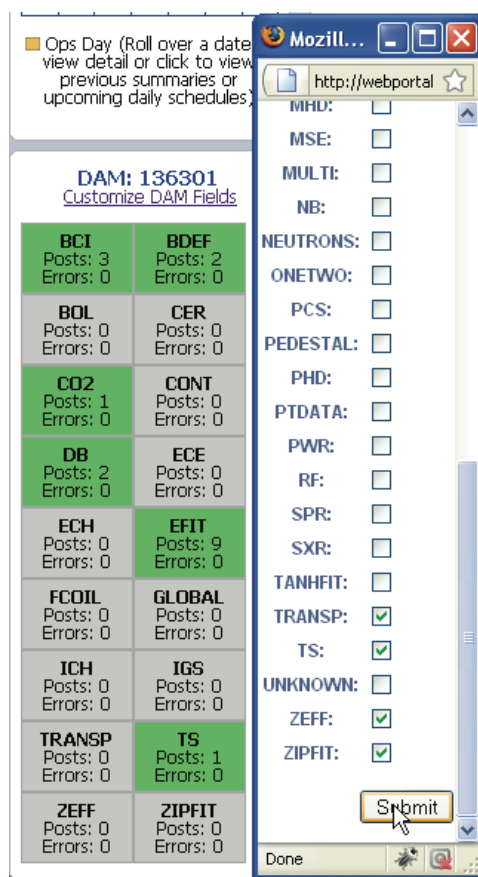 Ops Day (Roll over a date
view detail or click to view
previous summaries or
upcoming daily schedules)
DAM: 136301
Customize DAM Fields
BCI
Posts: 3
Errors: 0
BDEF
Posts: 2
Errors: 0
BOL
Posts: 0
Errors: 0
CER
Posts: 0
Errors: 0
CO2
Posts: 1
Errors: 0
CONT
Posts: 0
Errors: 0
DB
Posts: 2
Errors: 0
ECE
Posts: 0
Errors: 0
ECH
Posts: 0
Errors: 0
EFIT
Posts: 9
Errors: 0
FCOIL
Posts: 0
Errors: 0
GLOBAL
Posts: 0
Errors: 0
ICH
Posts: 0
Errors: 0
IGS
Posts: 0
Errors: 0
TRANSP
Posts: 0
Errors: 0
TS
Posts: 1
Errors: 0
ZEFF
Posts: 0
Errors: 0
ZIPFIT
Posts: 0
Errors: 0
Mozill...
http://webportal
MHD:
MSE:
MULTI:
NB:
NEUTRONS:
ONETWO:
PCS:
PEDESTAL:
PHD:
PTDATA:
PWR:
RF:
SPR:
SXR:
TANHFIT:
TRANSP:
TS:
UNKNOWN:
ZEFF:
ZIPFIT:
Submit
Done